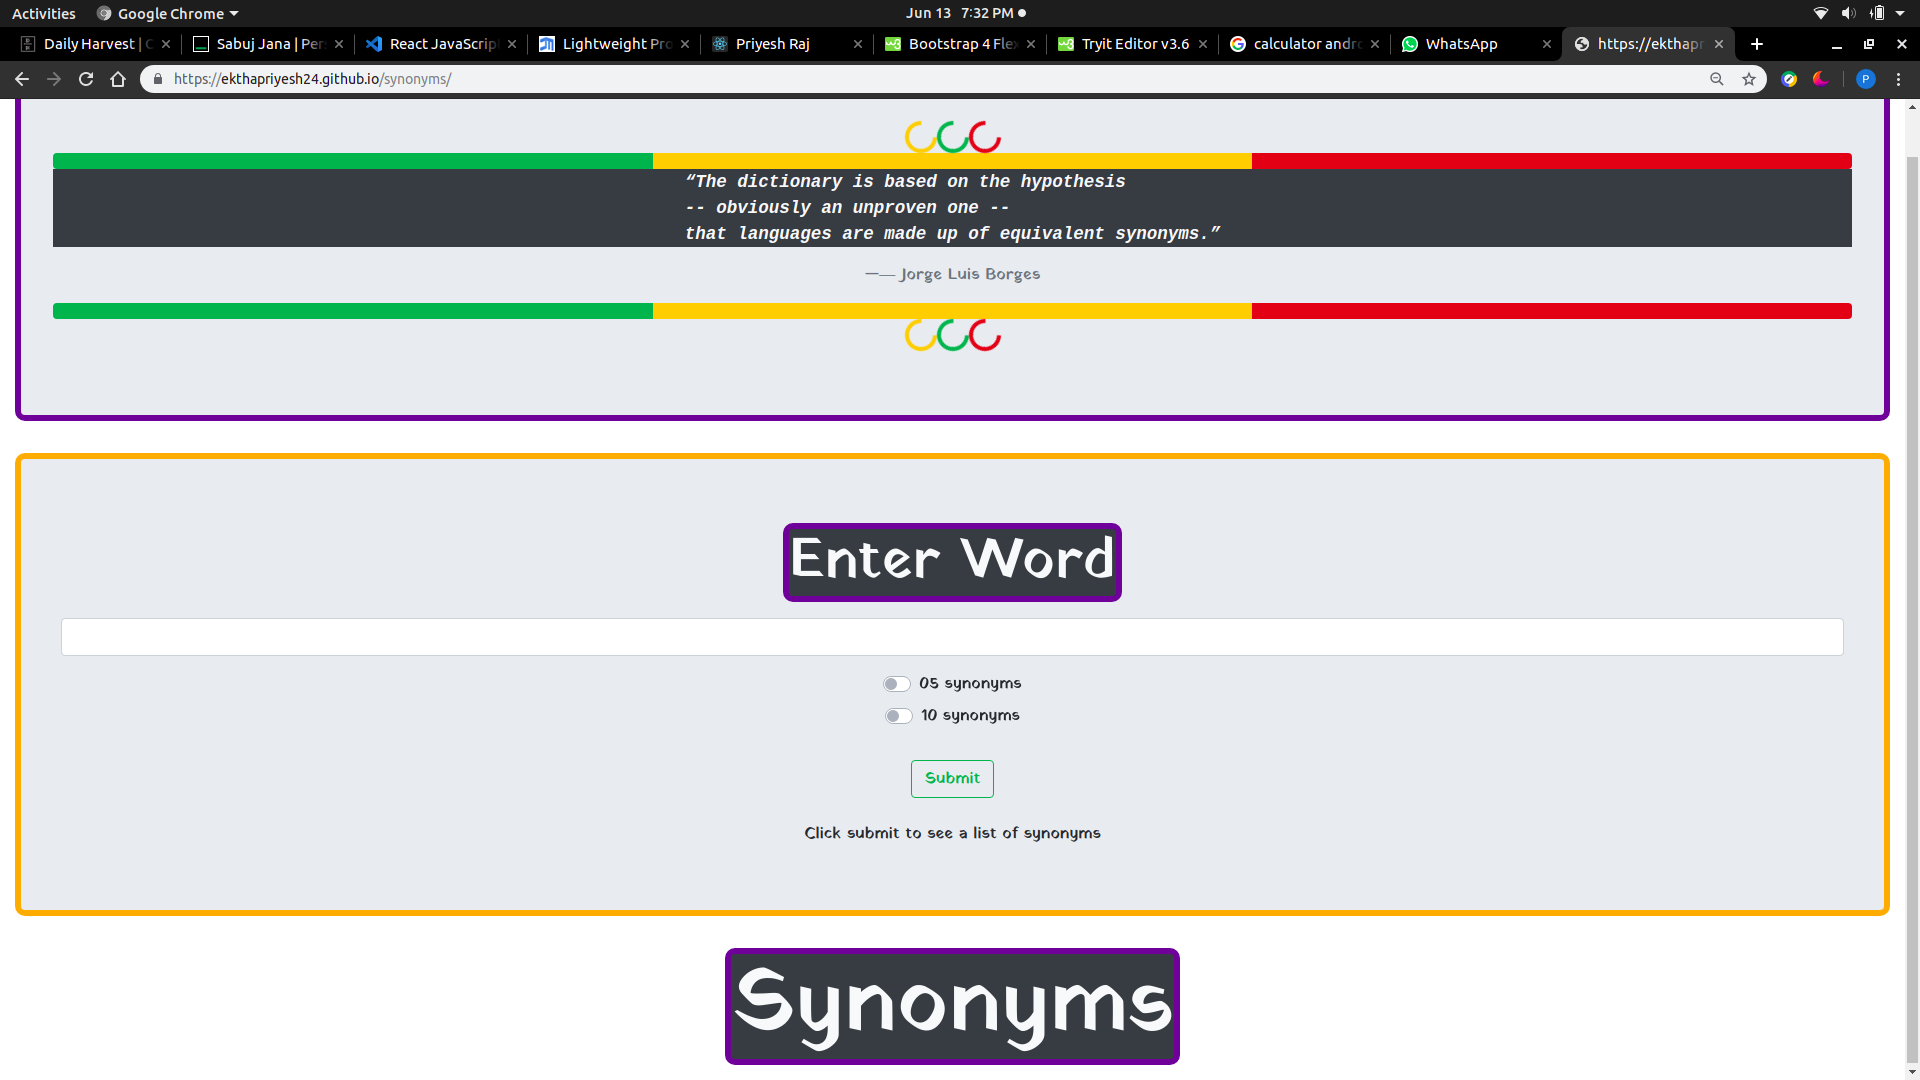 Activities Google Chrome Jun 13 7:32 PM
Daily Harvest | C Sabuj Jana | Per React JavaScrip Lightweight Pro Priyesh Raj Bootstrap 4 Flex Tryit Editor v3.6 calculator andro WhatsApp https://ekthapr
https://ekthapriyesh24.github.io/synonyms/ P
“The dictionary is based on the hypothesis
-- obviously an unproven one --
that languages are made up of equivalent synonyms.”
—— Jorge Luis Borges
Enter Word
05 synonyms
10 synonyms
Submit
Click submit to see a list of synonyms
Synonyms